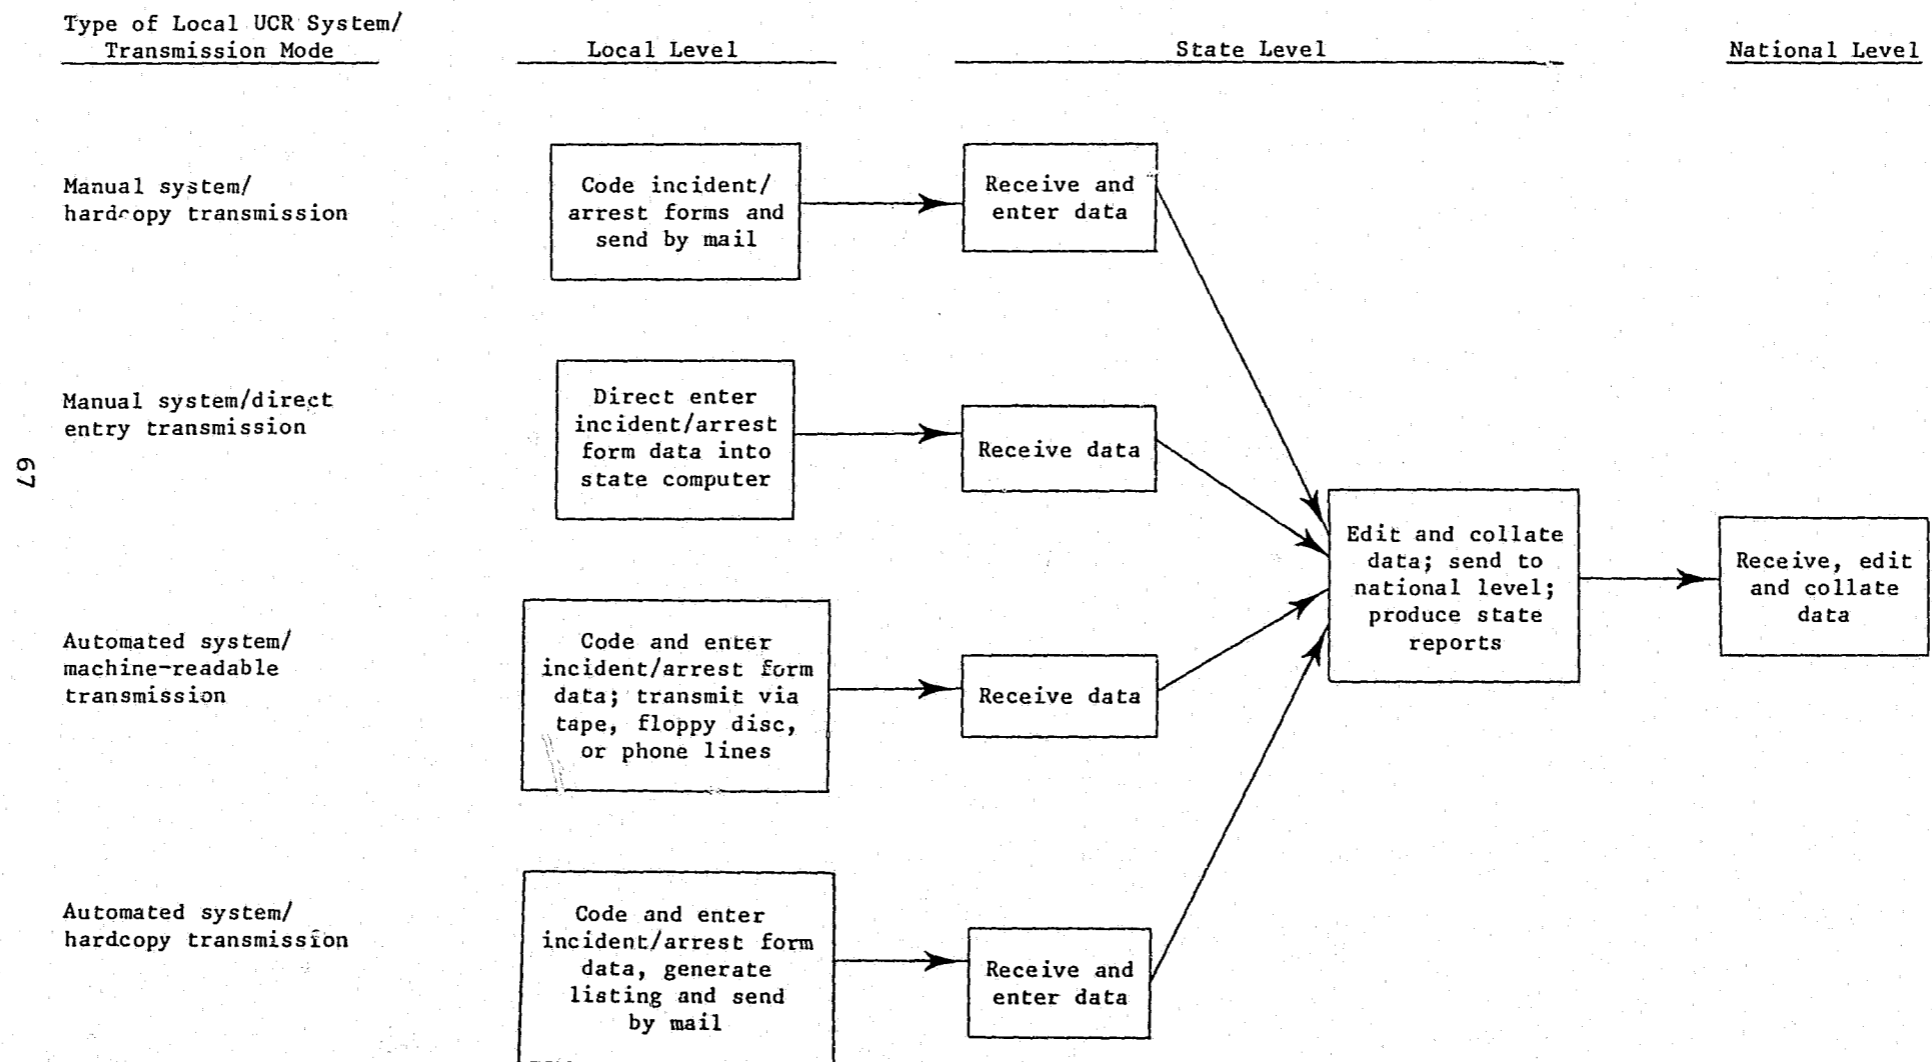 Type of Local UCR System/
Transmission Mode
Local Level
State Level
National Level
Manual system/
hardcopy transmission
Code incident/
arrest forms and
send by mail
Receive and
enter data
Manual system/direct
entry transmission
Direct enter
incident/arrest
form data into
state computer
Receive data
67
Edit and collate
data; send to
national level;
produce state
reports
Receive, edit
and collate
data
Automated system/
machine-readable
transmission
Code and enter
incident/arrest form
data; transmit via
tape, floppy disc,
or phone lines
Receive data
Automated system/
hardcopy transmission
Code and enter
incident/arrest form
data, generate
listing and send
by mail
Receive and
enter data